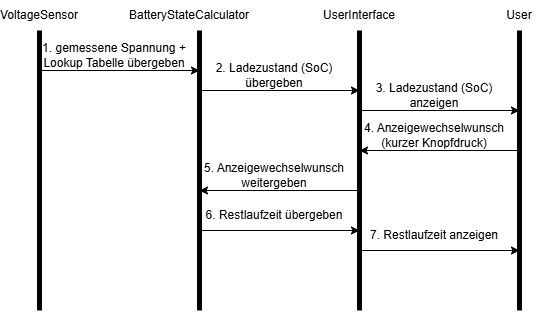 VoltageSensor
BatteryStateCalculator
UserInterface
User
1. gemessene Spannung +
Lookup Tabelle übergeben
2. Ladezustand (SoC)
übergeben
3. Ladezustand (SoC)
anzeigen
4. Anzeigewechselwunsch
(kurzer Knopfdruck)
5. Anzeigewechselwunsch
weitergeben
6. Restlaufzeit übergeben
7. Restlaufzeit anzeigen